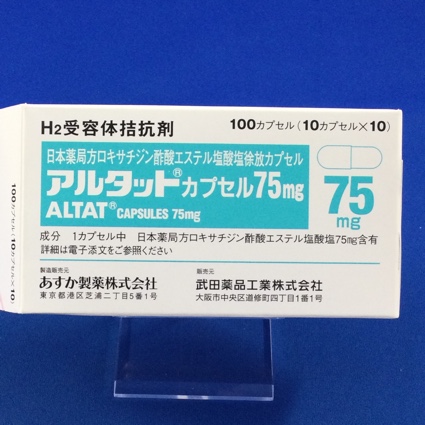 H2受容体拮抗剤
100カプセル(10カプセル×10)
日本薬局方ロキサチジン酢酸エステル塩酸塩徐放カプセル
アルタット®カプセル75mg
ALTAT® CAPSULES 75mg
75
mg
成分 1カプセル中 日本薬局方ロキサチジン酢酸エステル塩酸塩75mg含有
詳細は電子添文をご参照ください
製造販売元
あすか製薬株式会社
東京都港区芝浦二丁目5番1号
販売元
武田薬品工業株式会社
大阪市中央区道修町四丁目1番1号
100カプセル(10カプセル×10)